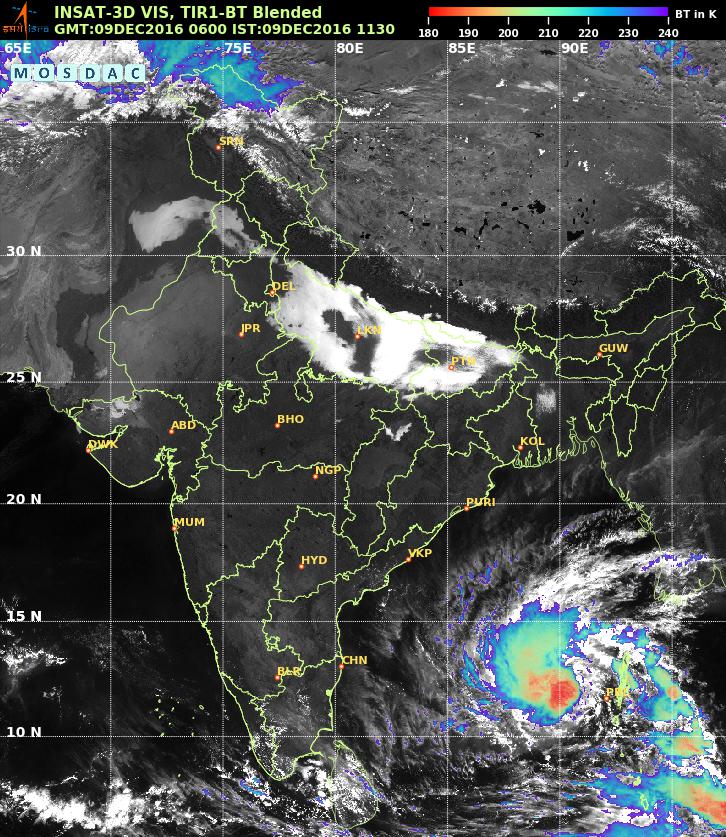 INSAT-3D VIS, TIR1-BT Blended
GMT:09DEC2016 0600 IST:09DEC2016 1130
BT in K
180 190 200 210 220 230 240
65E 75E 80E 85E 90E
MOSDAC
SRN
30 N
DEL
JPR LKN
GUW
PTN
25 N
ABD BHO
DWK KOL
NGP
20 N PURI
MUM
VKP
HYD
15 N
CHN
BLR
10 N